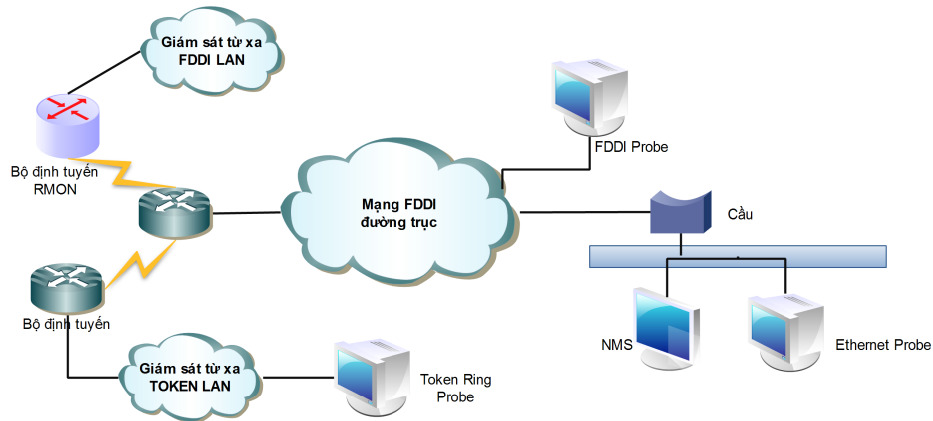 Giám sát từ xa
FDDI LAN
FDDI Probe
Bộ định tuyến
RMON
Mạng FDDI
đường trục
Cầu
Bộ định tuyến
NMS
Ethernet Probe
Giám sát từ xa
TOKEN LAN
Token Ring
Probe